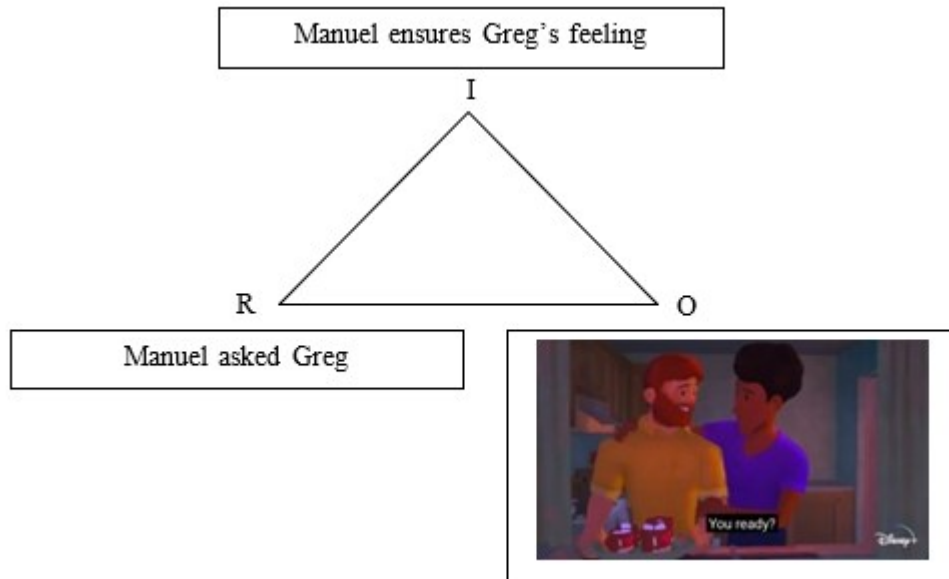 Manuel ensures Greg's feeling
I
R
O
Manuel asked Greg
You ready?
Disney+